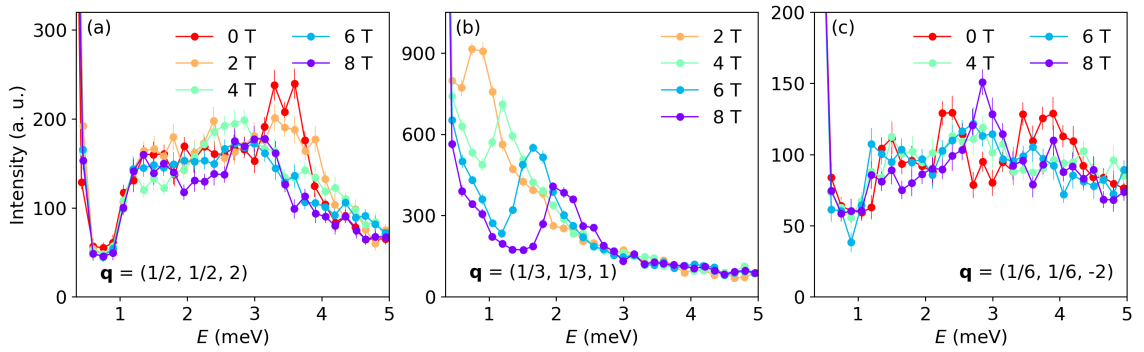 (a)
0 T
2 T
4 T
6 T
8 T
Intensity (a. u.)
300
200
100
0
q = (1/2, 1/2, 2)
1 2 3 4 5
E (meV)
(b)
2 T
4 T
6 T
8 T
900
600
300
0
q = (1/3, 1/3, 1)
1 2 3 4 5
E (meV)
(c)
0 T
4 T
6 T
8 T
200
150
100
50
0
q = (1/6, 1/6, -2)
1 2 3 4 5
E (meV)